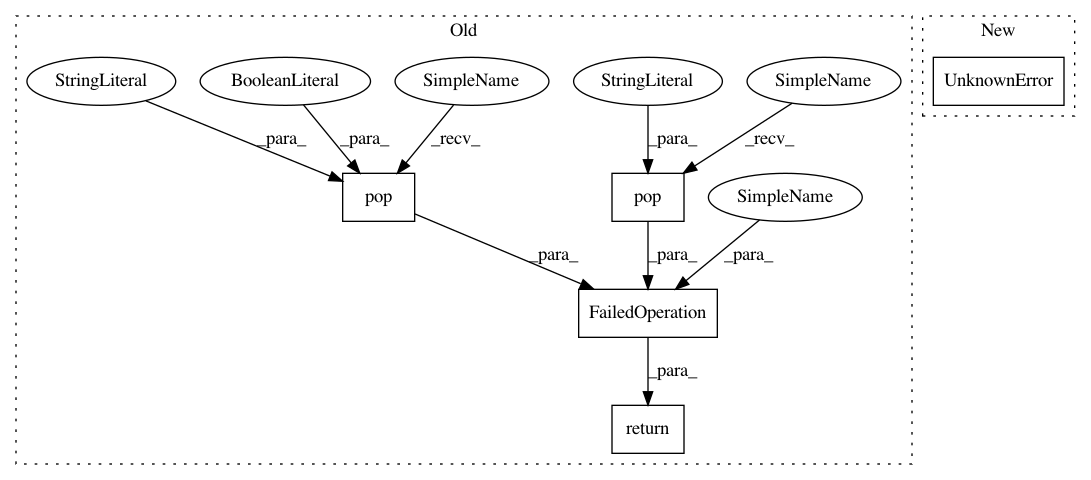 Old
New
StringLiteral
BooleanLiteral
SimpleName
StringLiteral
SimpleName
UnknownError
_para_
_para_
_recv_
_para_
_recv_
pop
pop
SimpleName
_para_
_para_
_para_
FailedOperation
_para_
return